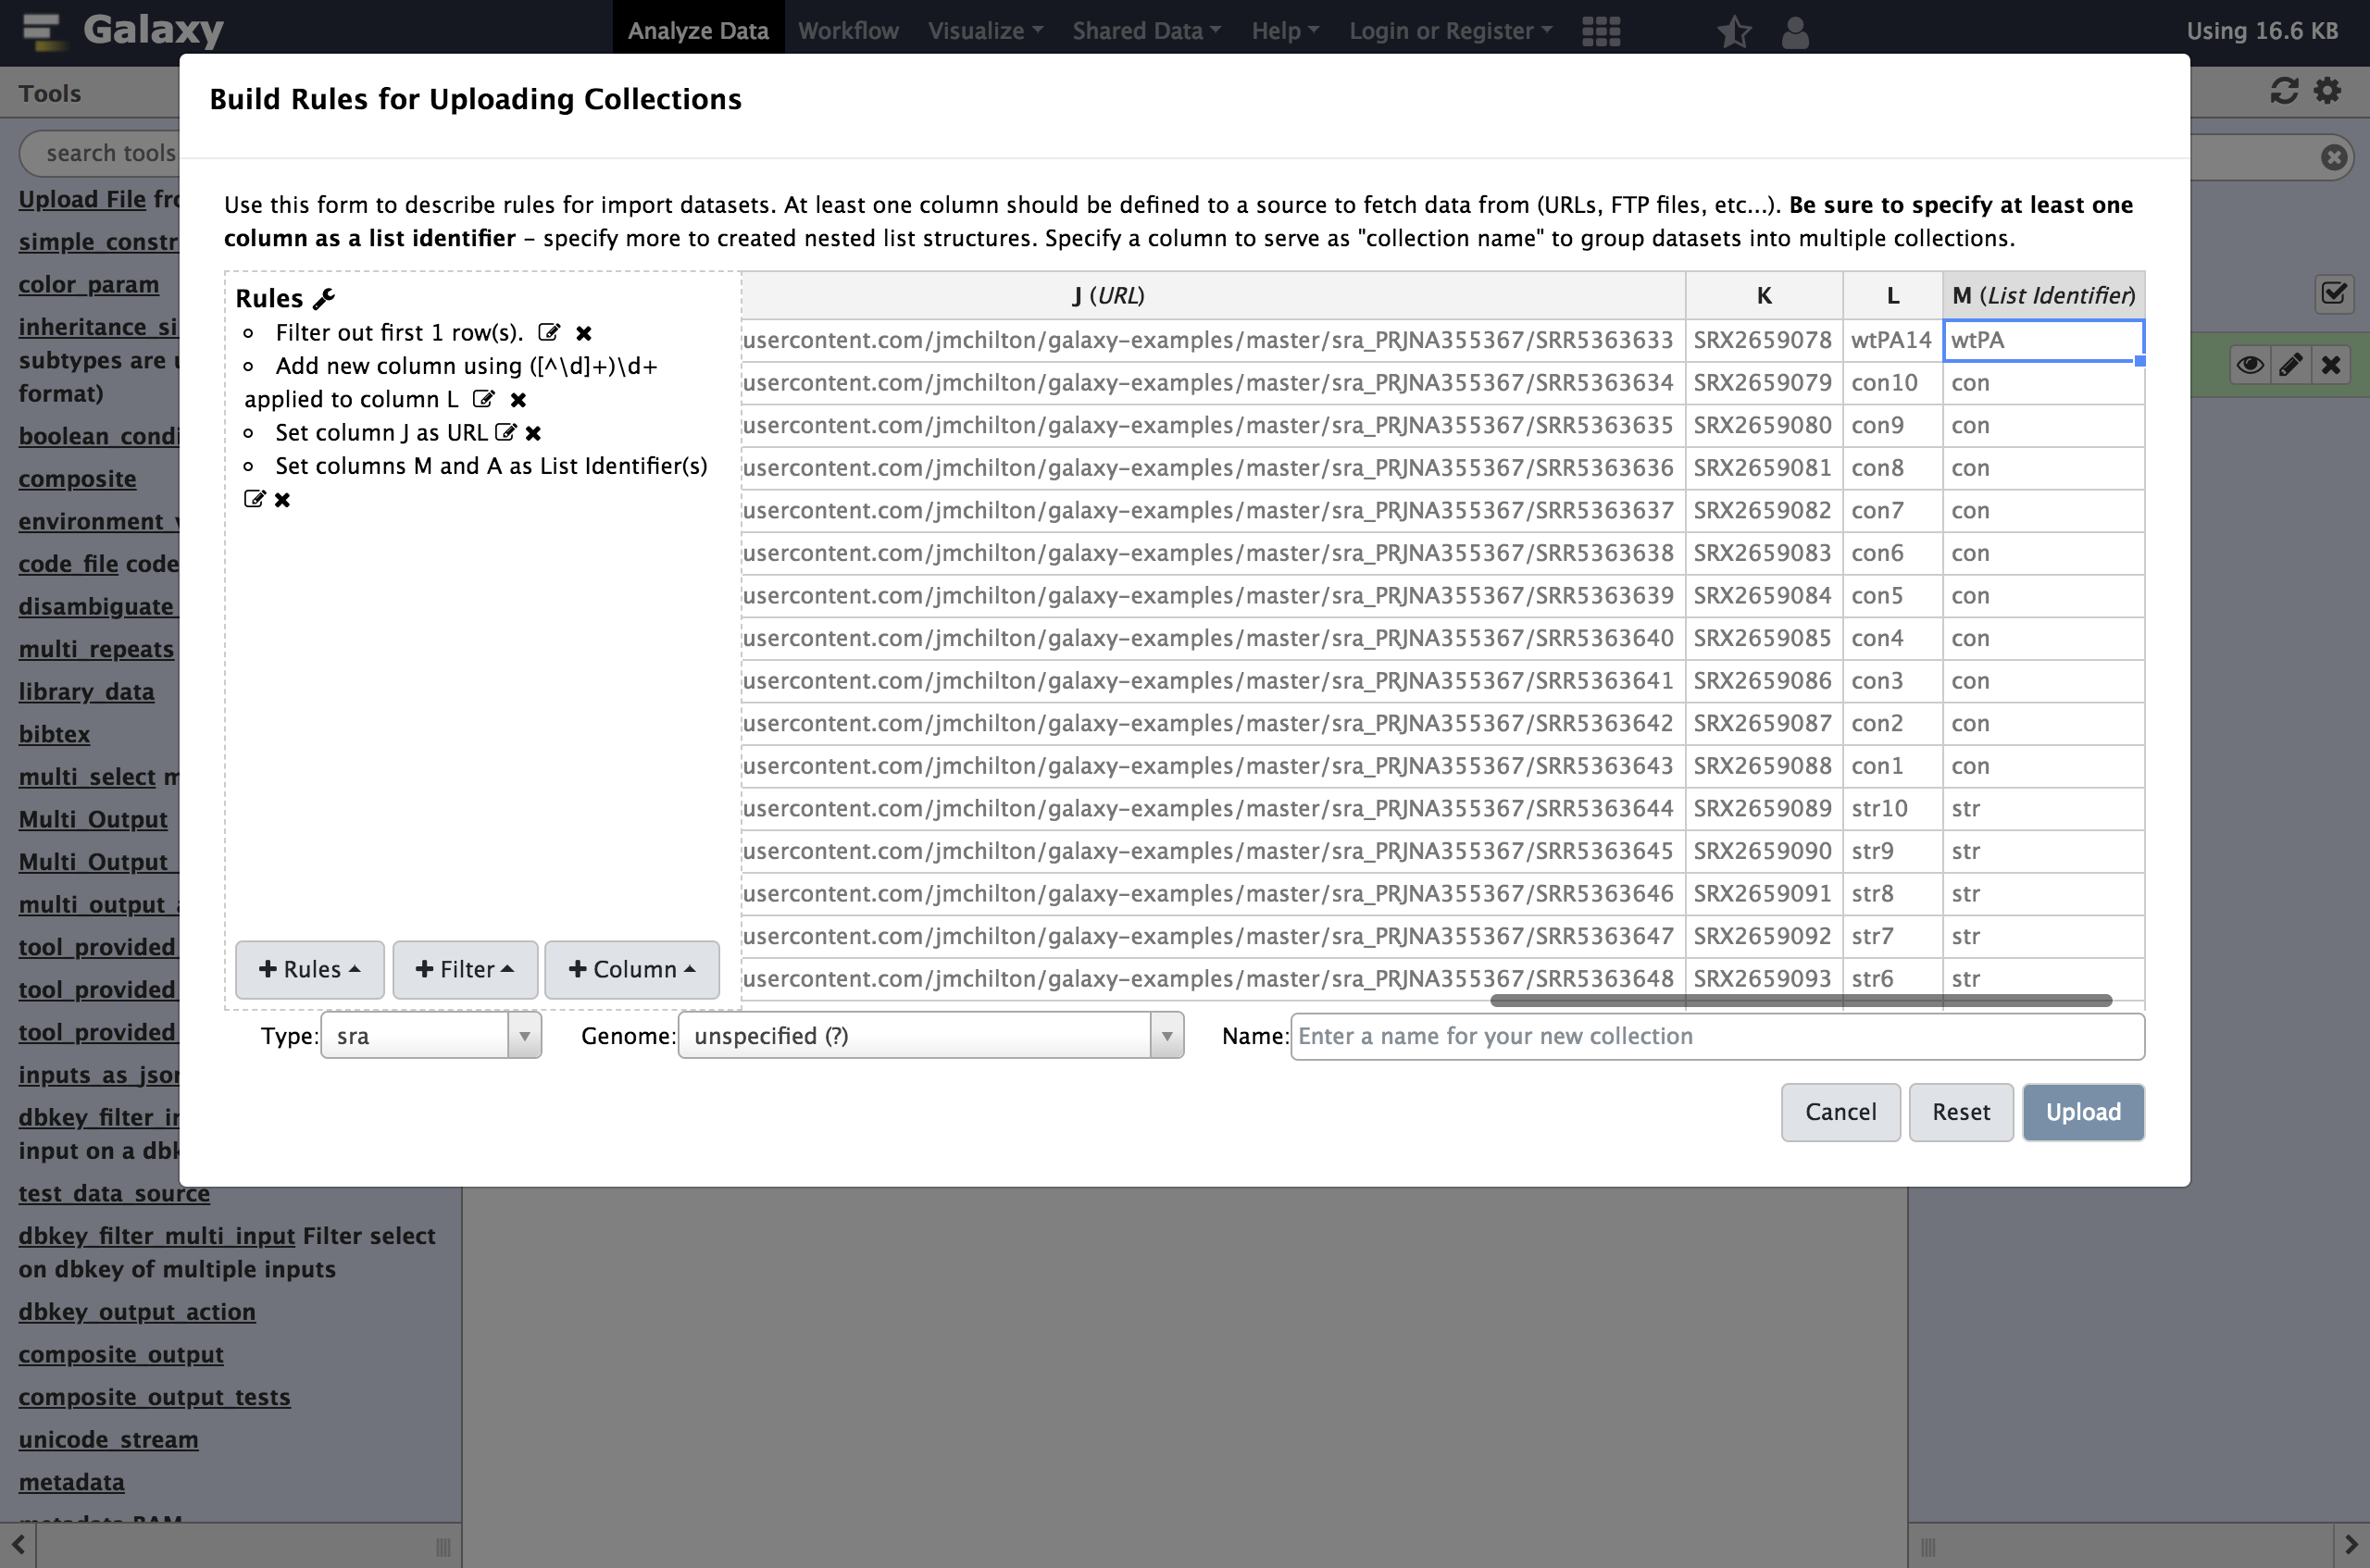 Galaxy
Analyze Data Workflow Visualize Shared Data Help Login or Register
Using 16.6 KB
Tools
search tools
Upload File
simple_constr
color_param
inheritance_si
subtypes are
format)
boolean_condi
composite
environment_v
code_file code
disambiguate_
multi_repeats
library_data
bibtex
multi_select m
Multi_Output
Multi_Output_
multi_output_
tool_provided_
tool_provided_
tool_provided_
inputs_as_json
dbkey_filter_in
input on a dbk
test_data_source
dbkey_filter_multi_input Filter select
on dbkey of multiple inputs
dbkey_output_action
composite_output
composite_output_tests
unicode_stream
metadata
metadata_BAM
Build Rules for Uploading Collections
Use this form to describe rules for import datasets. At least one column should be defined to a source to fetch data from (URLs, FTP files, etc...). Be sure to specify at least one
column as a list identifier – specify more to created nested list structures. Specify a column to serve as "collection name" to group datasets into multiple collections.
Rules
Filter out first 1 row(s).
Add new column using ([^\d]+)\d+
applied to column L
Set column J as URL
Set columns M and A as List Identifier(s)
+ Rules + Filter + Column
J (URL) K L M (List Identifier)
usercontent.com/jmchilton/galaxy-examples/master/sra_PRJNA355367/SRR5363633 SRX2659078 wtPA14 wtPA
usercontent.com/jmchilton/galaxy-examples/master/sra_PRJNA355367/SRR5363634 SRX2659079 con10 con
usercontent.com/jmchilton/galaxy-examples/master/sra_PRJNA355367/SRR5363635 SRX2659080 con9 con
usercontent.com/jmchilton/galaxy-examples/master/sra_PRJNA355367/SRR5363636 SRX2659081 con8 con
usercontent.com/jmchilton/galaxy-examples/master/sra_PRJNA355367/SRR5363637 SRX2659082 con7 con
usercontent.com/jmchilton/galaxy-examples/master/sra_PRJNA355367/SRR5363638 SRX2659083 con6 con
usercontent.com/jmchilton/galaxy-examples/master/sra_PRJNA355367/SRR5363639 SRX2659084 con5 con
usercontent.com/jmchilton/galaxy-examples/master/sra_PRJNA355367/SRR5363640 SRX2659085 con4 con
usercontent.com/jmchilton/galaxy-examples/master/sra_PRJNA355367/SRR5363641 SRX2659086 con3 con
usercontent.com/jmchilton/galaxy-examples/master/sra_PRJNA355367/SRR5363642 SRX2659087 con2 con
usercontent.com/jmchilton/galaxy-examples/master/sra_PRJNA355367/SRR5363643 SRX2659088 con1 con
usercontent.com/jmchilton/galaxy-examples/master/sra_PRJNA355367/SRR5363644 SRX2659089 str10 str
usercontent.com/jmchilton/galaxy-examples/master/sra_PRJNA355367/SRR5363645 SRX2659090 str9 str
usercontent.com/jmchilton/galaxy-examples/master/sra_PRJNA355367/SRR5363646 SRX2659091 str8 str
usercontent.com/jmchilton/galaxy-examples/master/sra_PRJNA355367/SRR5363647 SRX2659092 str7 str
usercontent.com/jmchilton/galaxy-examples/master/sra_PRJNA355367/SRR5363648 SRX2659093 str6 str
Type: sra Genome: unspecified (?) Name: Enter a name for your new collection
Cancel Reset Upload